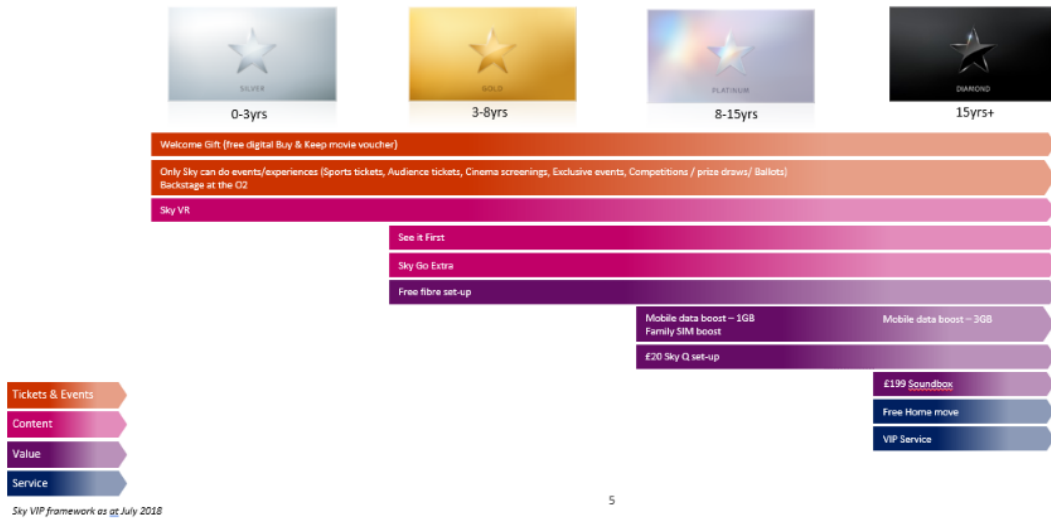 SILVER
GOLD
PLATINUM
DIAMOND
0-3yrs
3-8yrs
8-15yrs
15yrs+
Welcome Gift (free digital Buy & Keep movie voucher)
Only Sky can do events/experiences (Sports tickets, Audience tickets, Cinema screenings, Exclusive events, Competitions / prize draws/ Ballots)
Backstage at the O2
Sky VR
See it First
Sky Go Extra
Free fibre set-up
Mobile data boost – 1GB
Family SIM boost
Mobile data boost – 3GB
£20 Sky Q set-up
£199 Soundbox
Free Home move
VIP Service
Tickets & Events
Content
Value
Service
Sky VIP framework as at July 2018
5